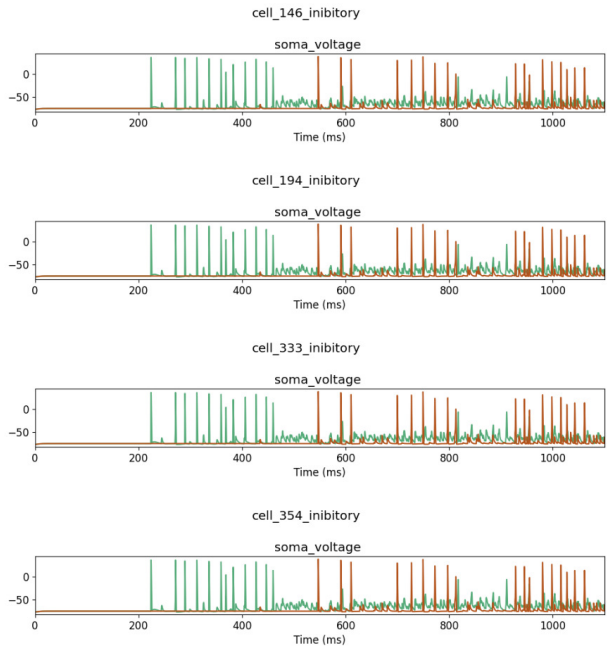 cell_146_inibitory
soma_voltage
0
−50
0 200 400 600 800 1000
Time (ms)
cell_194_inibitory
soma_voltage
0
−50
0 200 400 600 800 1000
Time (ms)
cell_333_inibitory
soma_voltage
0
−50
0 200 400 600 800 1000
Time (ms)
cell_354_inibitory
soma_voltage
0
−50
0 200 400 600 800 1000
Time (ms)